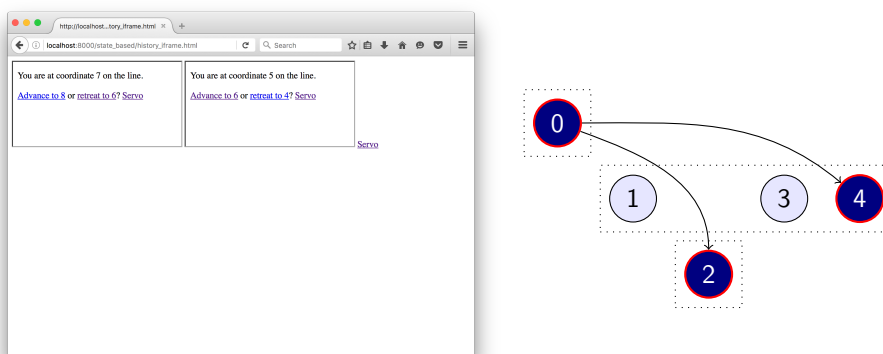 http://localhost...tory_iframe.html × +
localhost:8000/state_based/history_iframe.html
Search
You are at coordinate 7 on the line.
Advance to 8 or retreat to 6? Servo
You are at coordinate 5 on the line.
Advance to 6 or retreat to 4? Servo
Servo
0
1
3
4
2